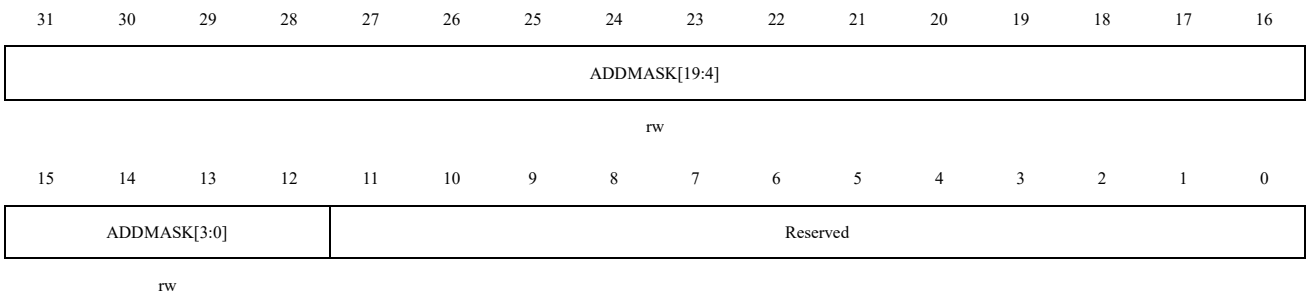 31 30 29 28 27 26 25 24 23 22 21 20 19 18 17 16
ADDMASK[19:4]
rw
15 14 13 12 11 10 9 8 7 6 5 4 3 2 1 0
ADDMASK[3:0] Reserved
rw